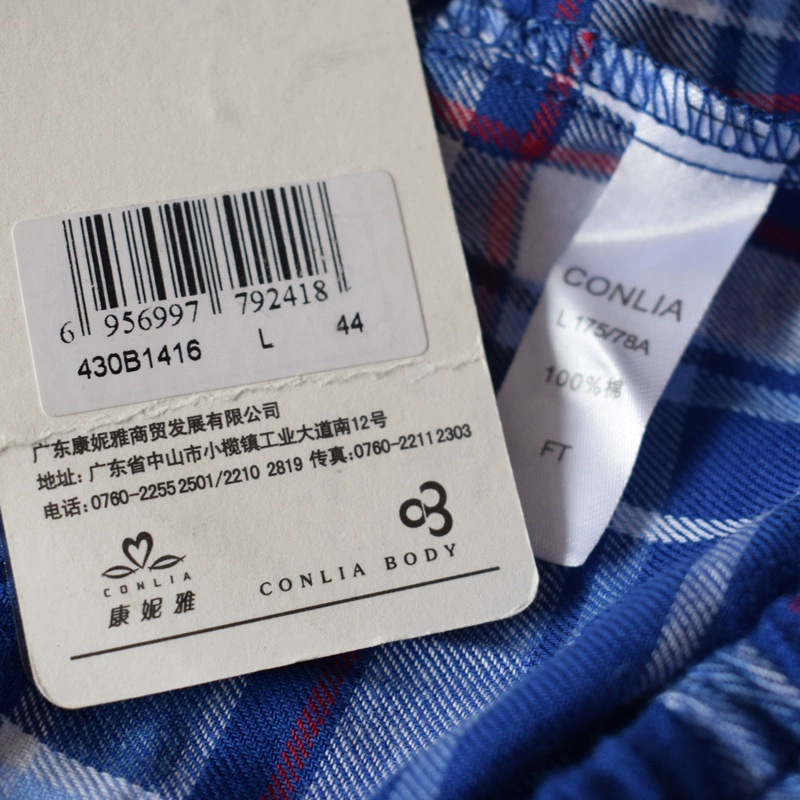 6 956997 792418
430B1416 L 44
广东康妮雅商贸发展有限公司
地址:广东省中山市小榄镇工业大道南12号
电话:0760-2255 2501/2210 2819 传真:0760-22112303
CONLIA
康妮雅
CONLIA BODY
CONLIA
L 175/78A
100%棉
FT